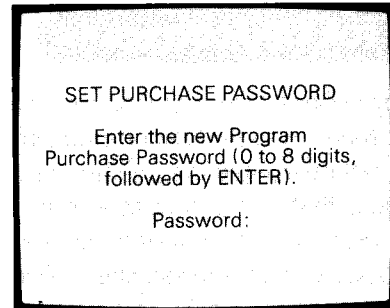 SET PURCHASE PASSWORD
Enter the new Program
Purchase Password (0 to 8 digits,
followed by ENTER).
Password: